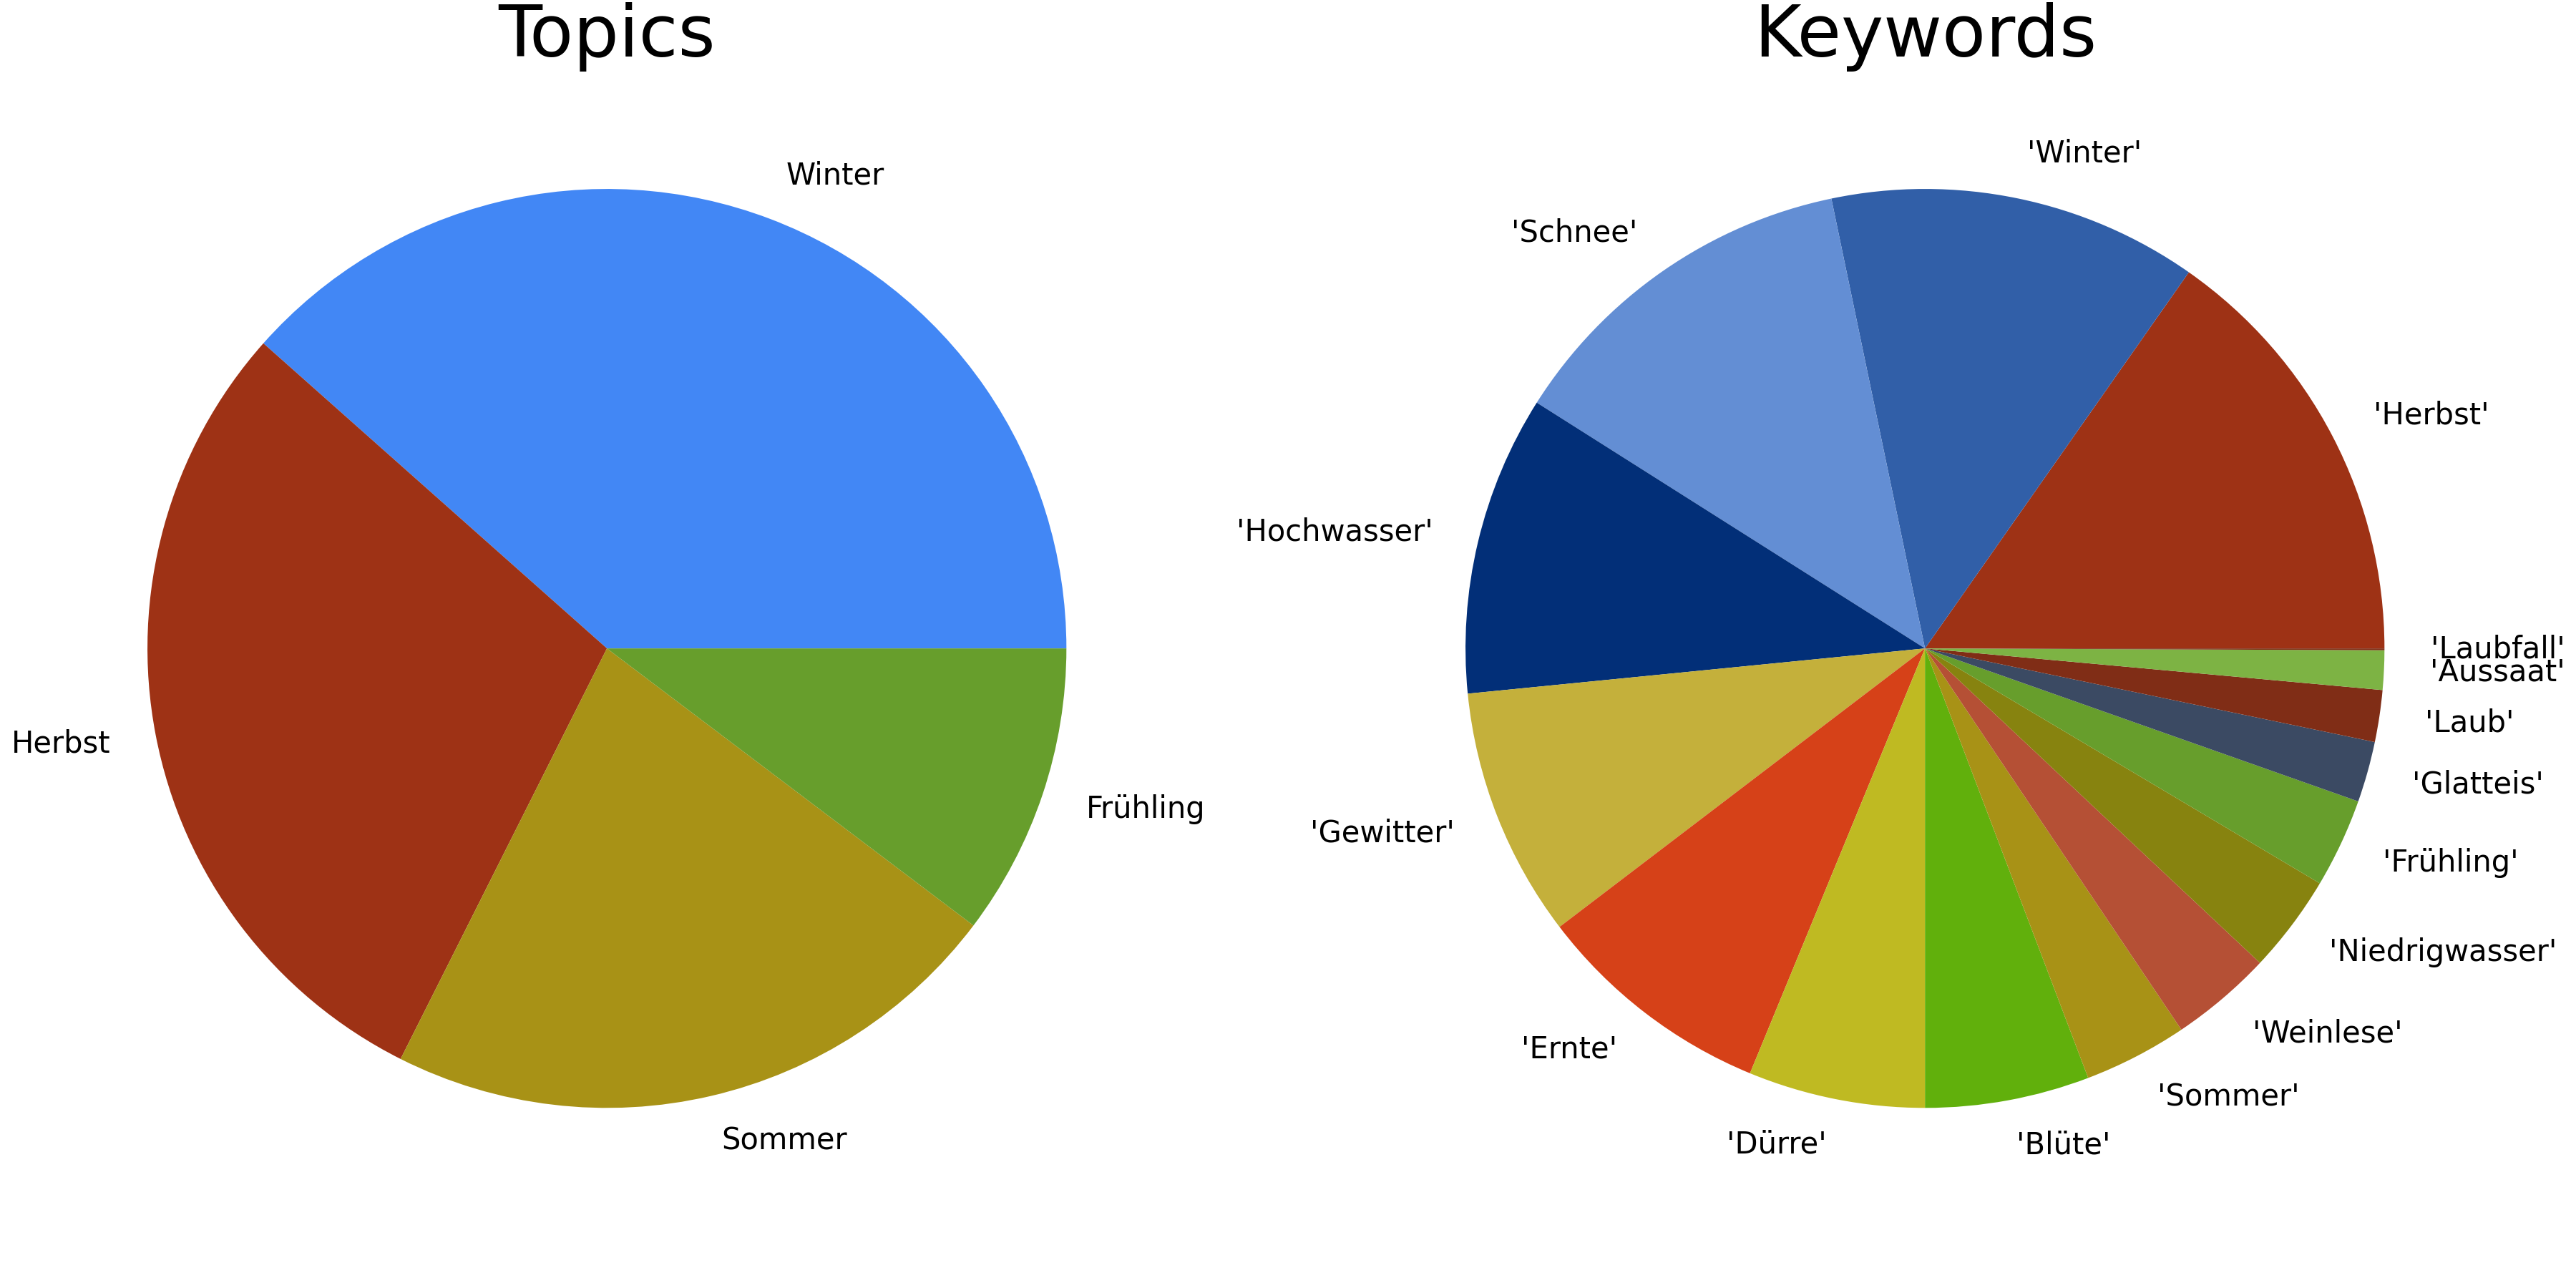 Topics
Winter
Herbst
Frühling
Sommer
Keywords
'Winter'
'Schnee'
'Herbst'
'Hochwasser'
'Laubfall'
'Aussaat'
'Laub'
'Glatteis'
'Gewitter'
'Frühling'
'Niedrigwasser'
'Weinlese'
'Ernte'
'Sommer'
'Dürre'
'Blüte'